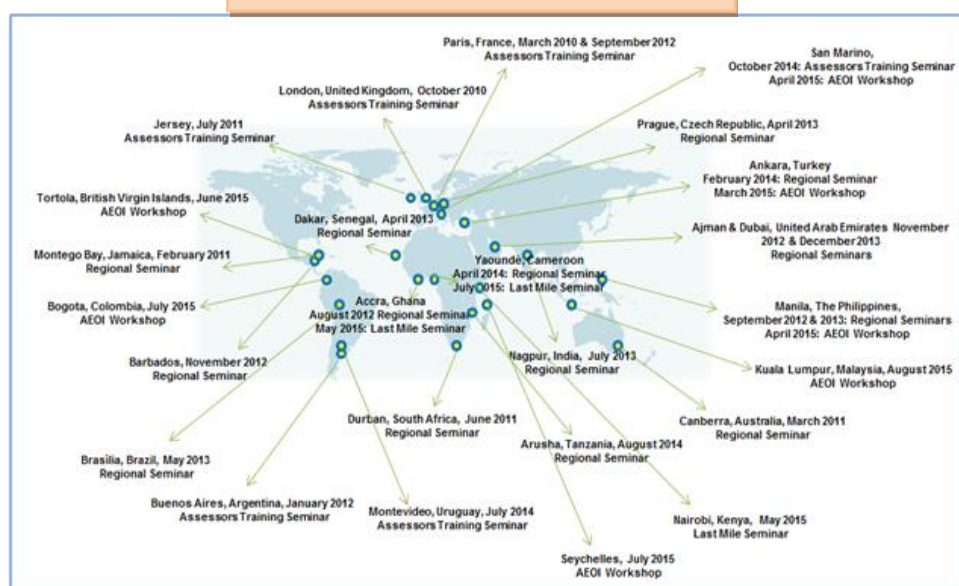 Paris, France, March 2010 & September 2012
Assessors Training Seminar
San Marino,
October 2014: Assessors Training Seminar
April 2015: AEOI Workshop
London, United Kingdom, October 2010
Assessors Training Seminar
Jersey, July 2011
Assessors Training Seminar
Prague, Czech Republic, April 2013
Regional Seminar
Ankara, Turkey
February 2014: Regional Seminar
March 2015: AEOI Workshop
Tortola, British Virgin Islands, June 2015
AEOI Workshop
Dakar, Senegal, April 2013
Regional Seminar
Ajman & Dubai, United Arab Emirates November
2012 & December 2013
Regional Seminars
Montego Bay, Jamaica, February 2011
Regional Seminar
Yaounde, Cameroon
April 2014: Regional Seminar
July 2015: Last Mile Seminar
Bogota, Colombia, July 2015
AEOI Workshop
Accra, Ghana
August 2012 Regional Seminar
May 2015: Last Mile Seminar
Manila, The Philippines,
September 2012 & 2013: Regional Seminars
April 2015: AEOI Workshop
Barbados, November 2012
Regional Seminar
Nagpur, India, July 2013
Regional Seminar
Kuala Lumpur, Malaysia, August 2015
AEOI Workshop
Durban, South Africa, June 2011
Regional Seminar
Canberra, Australia, March 2011
Regional Seminar
Arusha, Tanzania, August 2014
Regional Seminar
Brasilia, Brazil, May 2013
Regional Seminar
Buenos Aires, Argentina, January 2012
Assessors Training Seminar
Montevideo, Uruguay, July 2014
Assessors Training Seminar
Nairobi, Kenya, May 2015
Last Mile Seminar
Seychelles, July 2015
AEOI Workshop